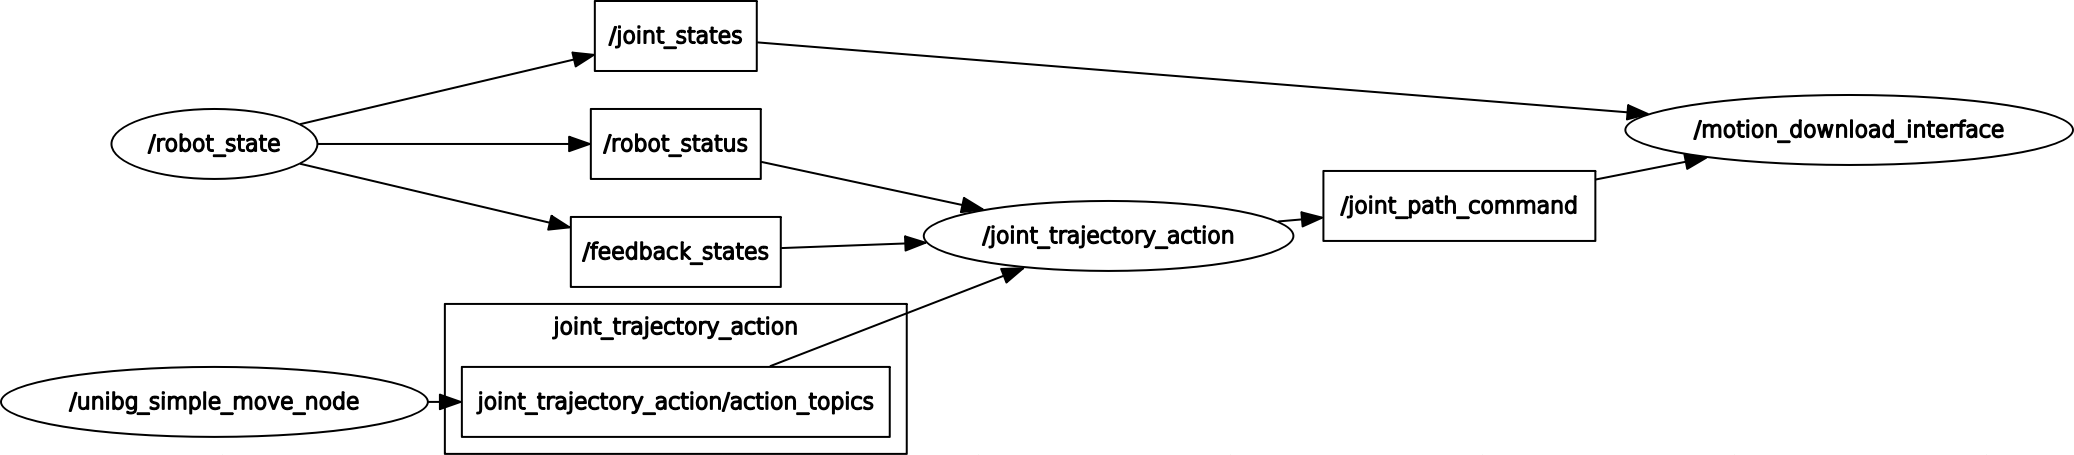 /joint_states
/robot_state
/robot_status
/motion_download_interface
/joint_path_command
/joint_trajectory_action
/feedback_states
joint_trajectory_action
/unibg_simple_move_node
joint_trajectory_action/action_topics